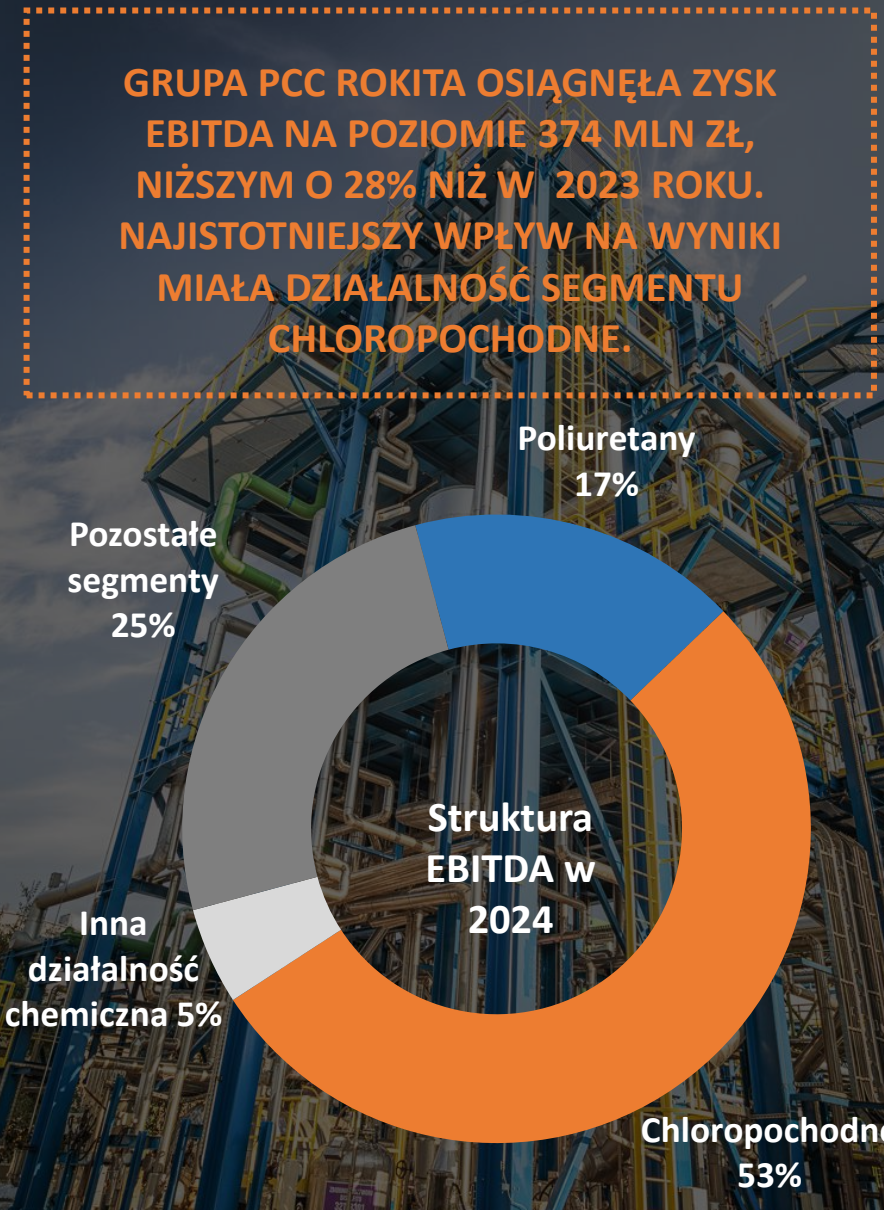 GRUPA PCC ROKITA OSIĄGNĘŁA ZYSK
EBITDA NA POZIOMIE 374 MLN ZŁ,
NIŻSZYM O 28% NIŻ W 2023 ROKU.
NAJISTOTNIEJSZY WPŁYW NA WYNIKI
MIAŁA DZIAŁALNOŚĆ SEGMENTU
CHLOROPOCHODNE.
Poliuretany
17%
Pozostałe
segmenty
25%
Struktura
EBITDA w
2024
Inna
działalność
chemiczna 5%
Chloropochodne
53%